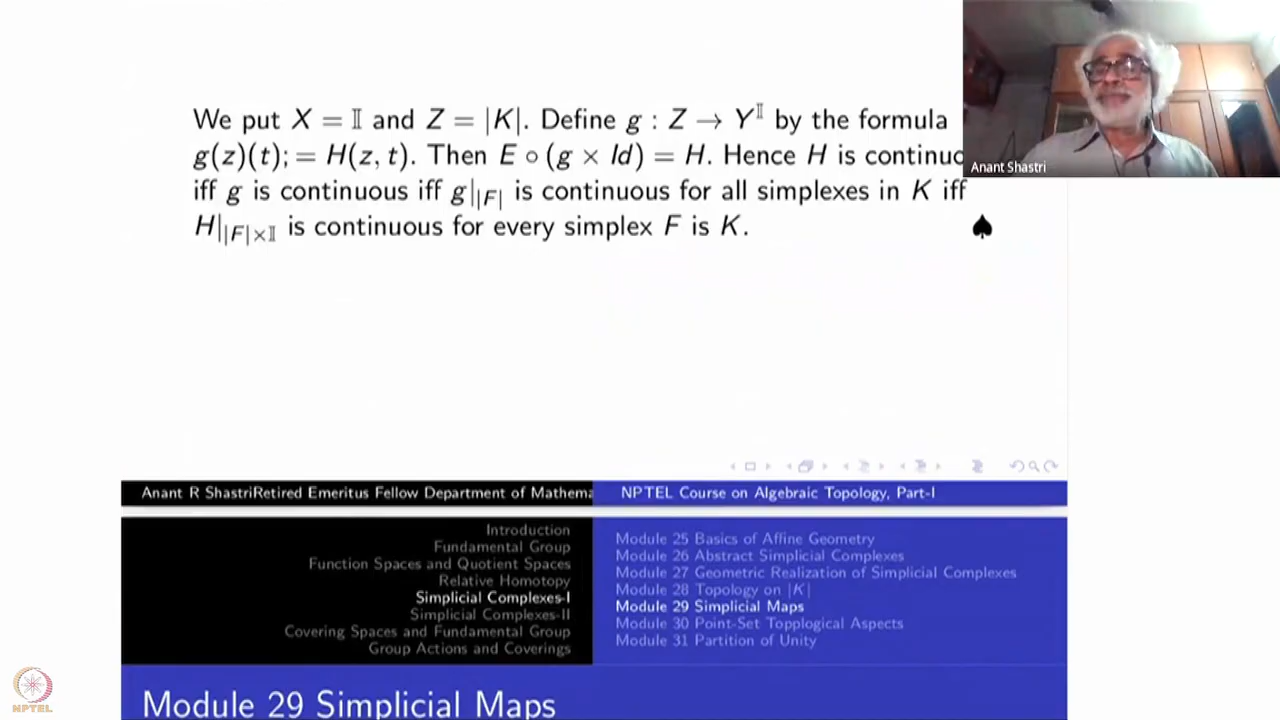 We put X = 𝕀 and Z = |K|. Define g : Z → Y^𝕀 by the formula
g(z)(t); = H(z, t). Then E ∘ (g × Id) = H. Hence H is continuo
iff g is continuous iff g||F| is continuous for all simplexes in K iff
H||F|×𝕀 is continuous for every simplex F is K. ♠
Anant Shastri
Anant R ShastriRetired Emeritus Fellow Department of Mathema
NPTEL Course on Algebraic Topology, Part-I
Introduction
Fundamental Group
Function Spaces and Quotient Spaces
Relative Homotopy
Simplicial Complexes-I
Simplicial Complexes-II
Covering Spaces and Fundamental Group
Group Actions and Coverings
Module 25 Basics of Affine Geometry
Module 26 Abstract Simplicial Complexes
Module 27 Geometric Realization of Simplicial Complexes
Module 28 Topology on |K|
Module 29 Simplicial Maps
Module 30 Point-Set Topplogical Aspects
Module 31 Partition of Unity
Module 29 Simplicial Maps
NPTEL